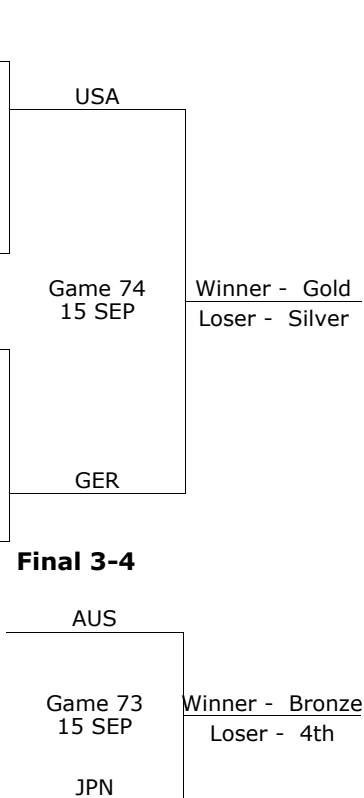 USA
Game 74
15 SEP
Winner -  Gold
Loser -  Silver
GER
Final 3-4
AUS
Game 73
15 SEP
Winner -  Bronze
Loser -  4th
JPN